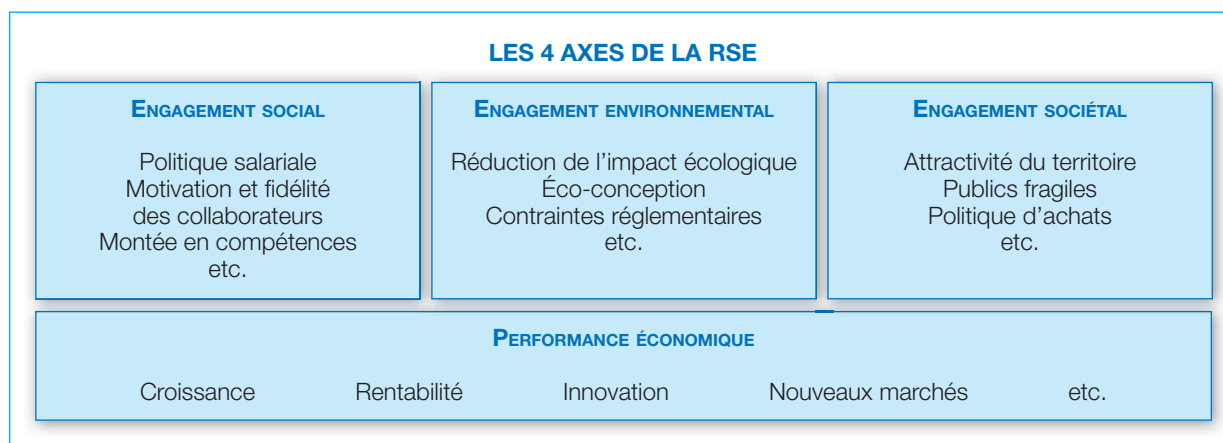 LES 4 AXES DE LA RSE
ENGAGEMENT SOCIAL
Politique salariale
Motivation et fidélité
des collaborateurs
Montée en compétences
etc.
ENGAGEMENT ENVIRONNEMENTAL
Réduction de l'impact écologique
Éco-conception
Contraintes réglementaires
etc.
ENGAGEMENT SOCIÉTAL
Attractivité du territoire
Publics fragiles
Politique d'achats
etc.
PERFORMANCE ÉCONOMIQUE
Croissance Rentabilité Innovation Nouveaux marchés etc.